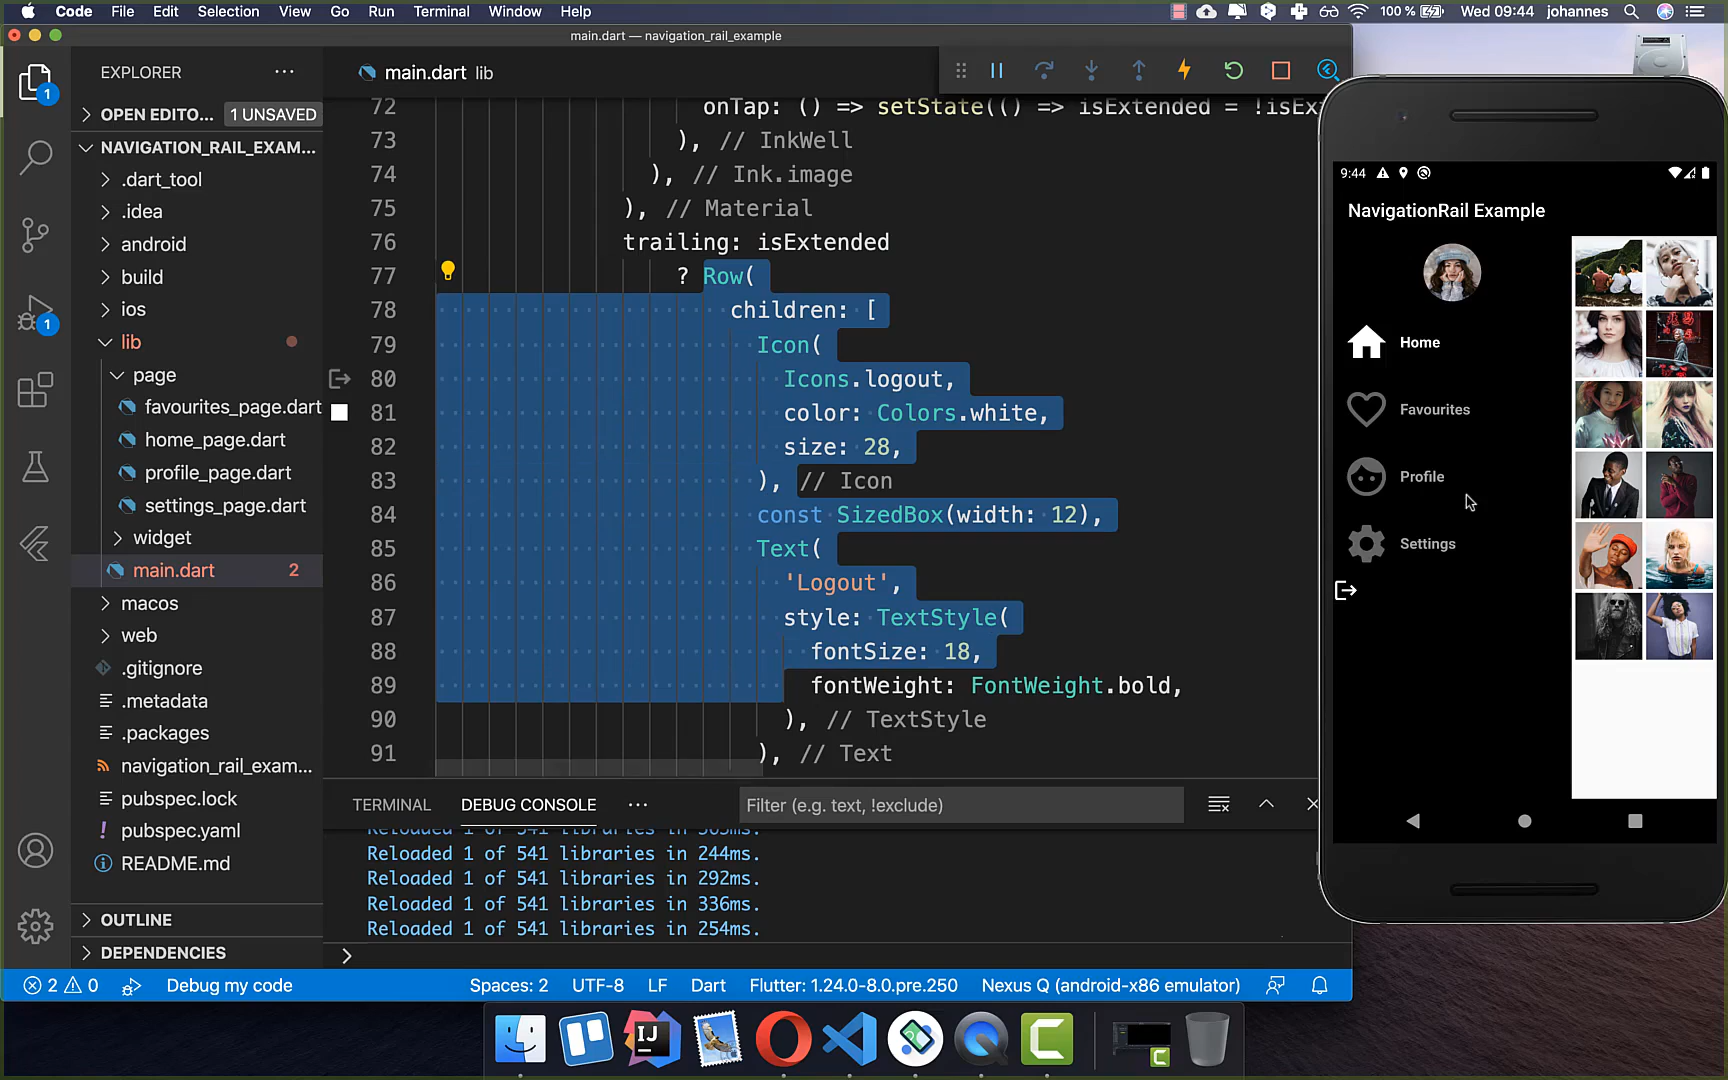 Code File Edit Selection View Go Run Terminal Window Help 100 % Wed 09:44 johannes
main.dart — navigation_rail_example
EXPLORER
OPEN EDITO... 1 UNSAVED
NAVIGATION_RAIL_EXAM...
.dart_tool
.idea
android
build
ios
lib
page
favourites_page.dart
home_page.dart
profile_page.dart
settings_page.dart
widget
main.dart 2
macos
web
.gitignore
.metadata
.packages
navigation_rail_exam...
pubspec.lock
pubspec.yaml
README.md
OUTLINE
DEPENDENCIES
1
1
main.dart lib
72 onTap: () => setState(() => isExtended = !isEx
73 ), // InkWell
74 ), // Ink.image
75 ), // Material
76 trailing: isExtended
77 ? Row(
78 children: [
79 Icon(
80 Icons.logout,
81 color: Colors.white,
82 size: 28,
83 ), // Icon
84 const SizedBox(width: 12),
85 Text(
86 'Logout',
87 style: TextStyle(
88 fontSize: 18,
89 fontWeight: FontWeight.bold,
90 ), // TextStyle
91 ), // Text
TERMINAL DEBUG CONSOLE Filter (e.g. text, !exclude)
Reloaded 1 of 541 libraries in 244ms.
Reloaded 1 of 541 libraries in 292ms.
Reloaded 1 of 541 libraries in 336ms.
Reloaded 1 of 541 libraries in 254ms.
2 0 Debug my code Spaces: 2 UTF-8 LF Dart Flutter: 1.24.0-8.0.pre.250 Nexus Q (android-x86 emulator)
9:44
NavigationRail Example
Home
Favourites
Profile
Settings
IJ
C
C